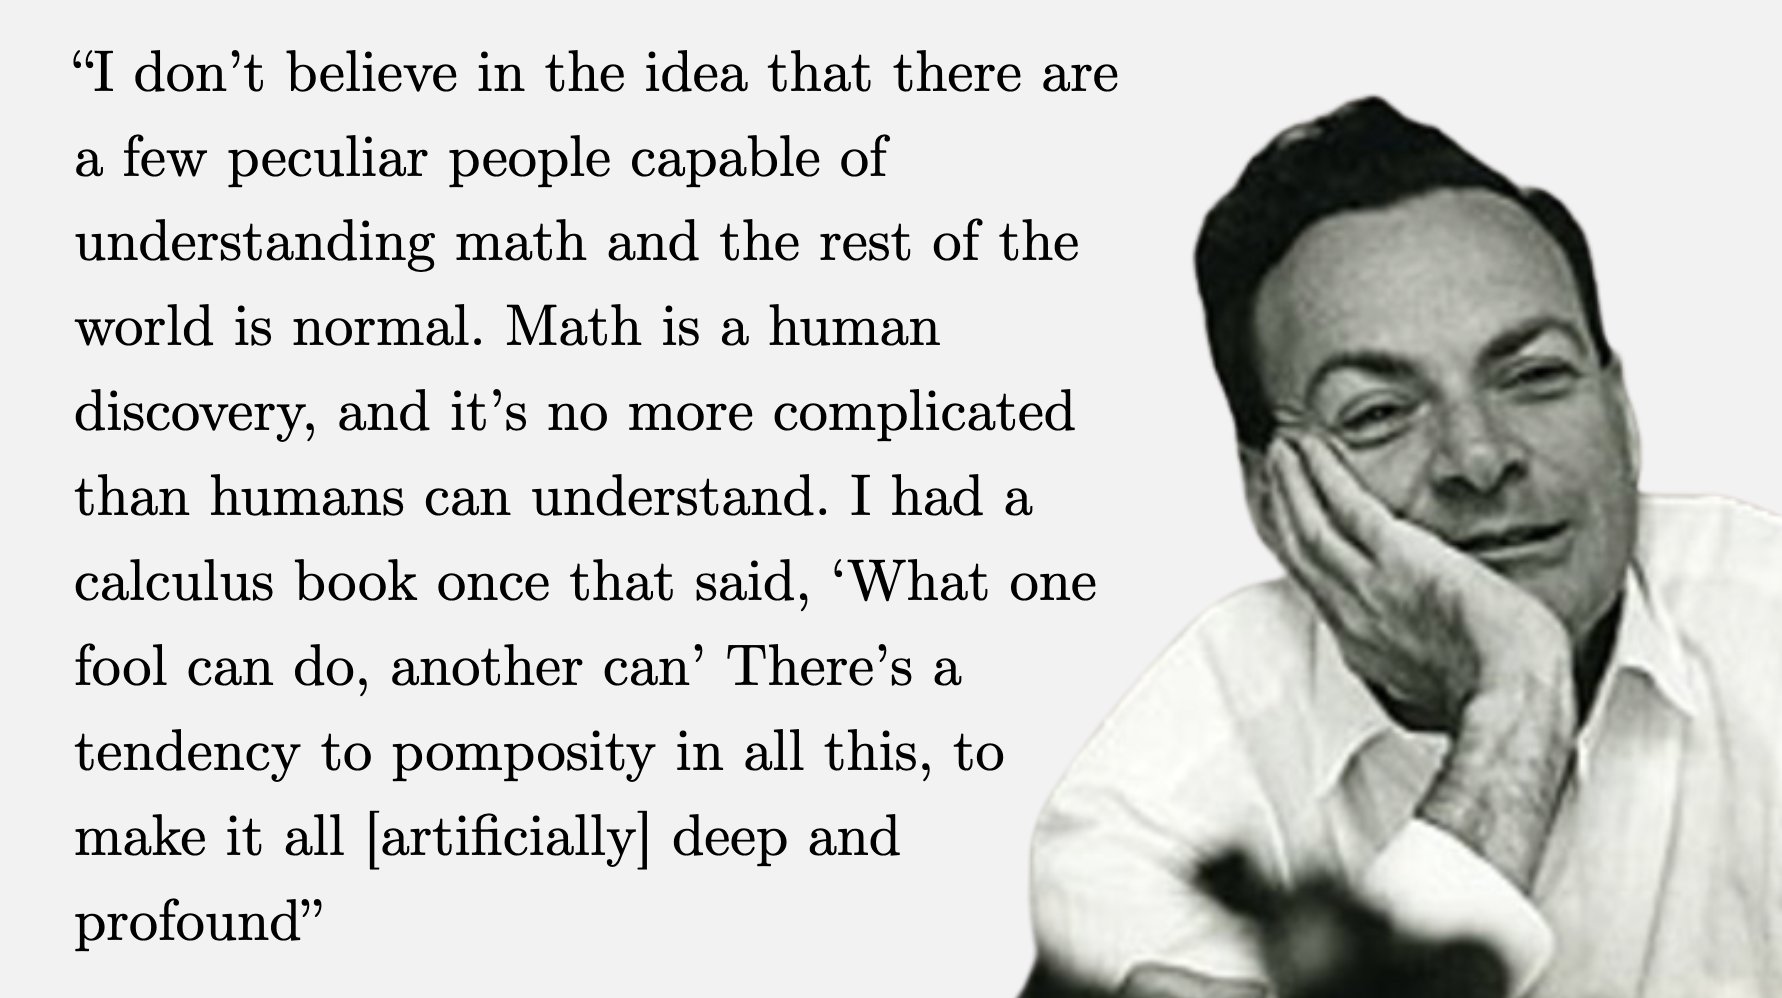 “I don’t believe in the idea that there are
a few peculiar people capable of
understanding math and the rest of the
world is normal. Math is a human
discovery, and it’s no more complicated
than humans can understand. I had a
calculus book once that said, ‘What one
fool can do, another can’ There’s a
tendency to pomposity in all this, to
make it all [artificially] deep and
profound”